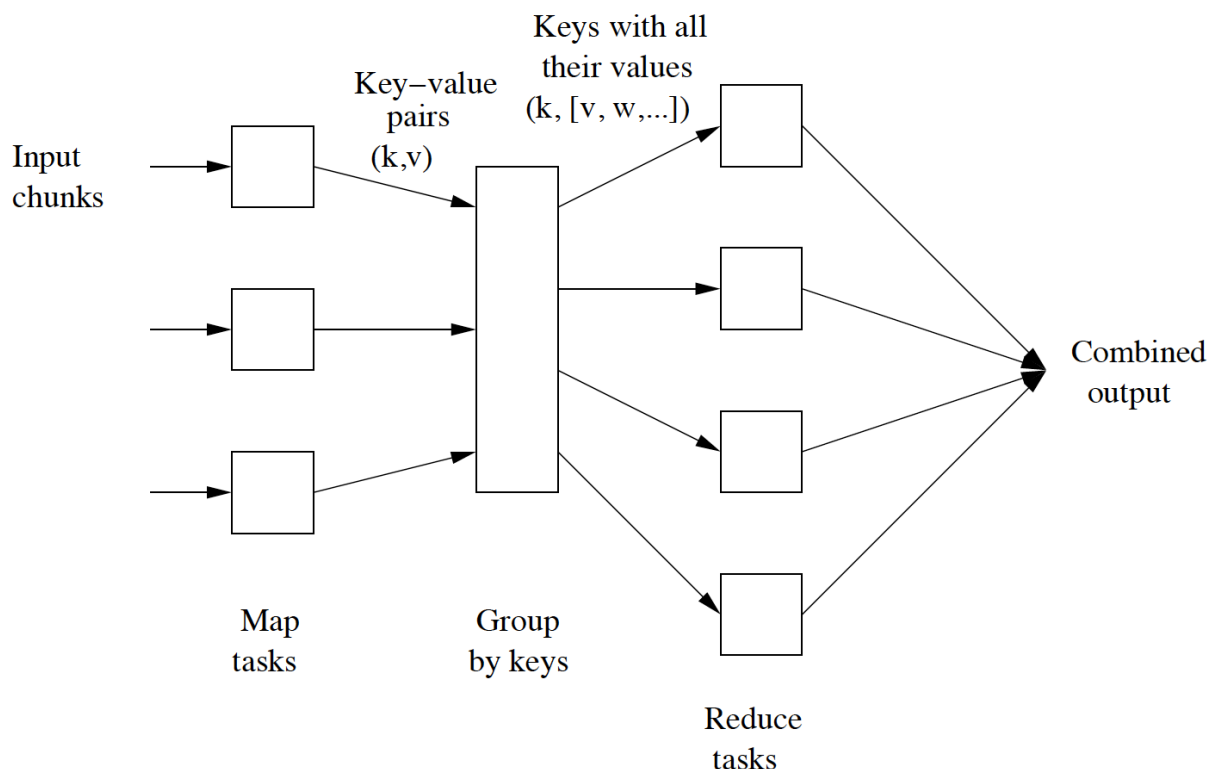 Input
chunks
Key−value
pairs
(k,v)
Keys with all
their values
(k, [v, w,...])
Combined
output
Map
tasks
Group
by keys
Reduce
tasks